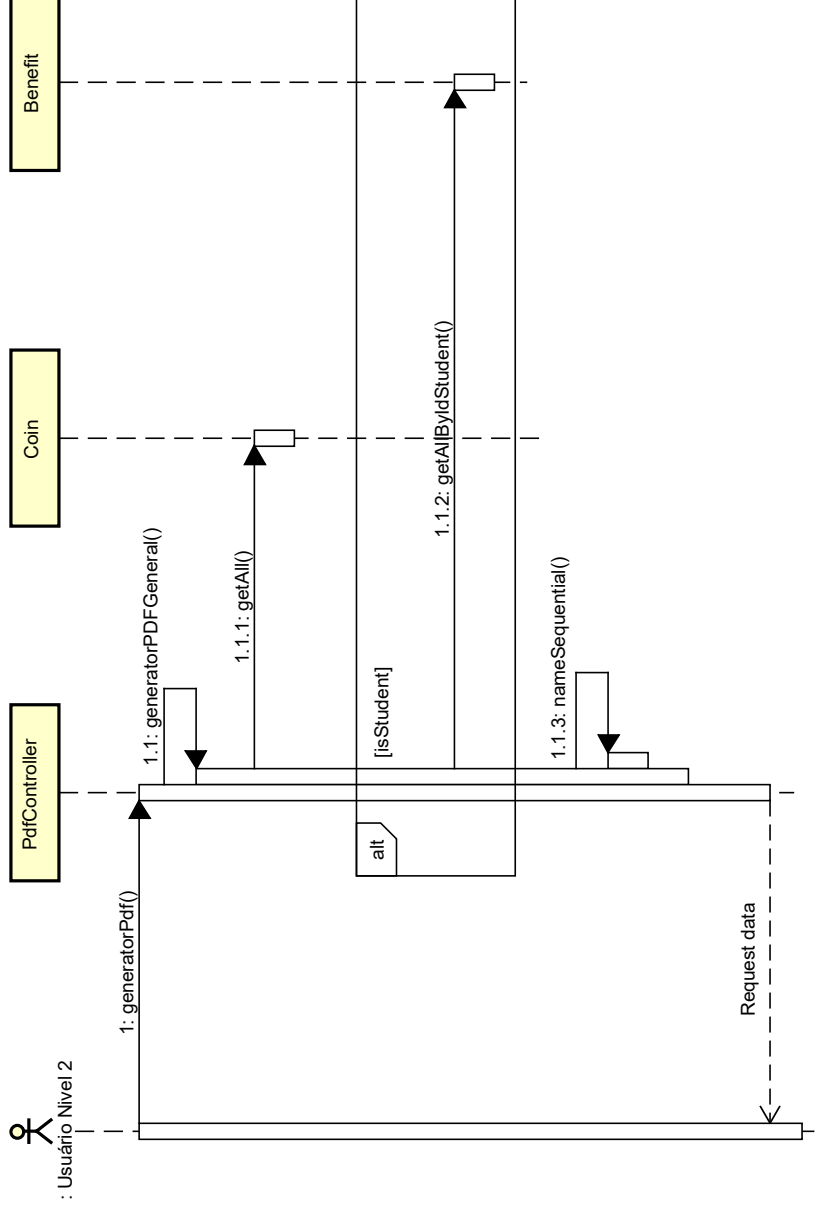 : Usuário Nivel 2
PdfController
Coin
Benefit
1: generatorPdf()
1.1: generatorPDFGeneral()
1.1.1: getAll()
alt
[isStudent]
1.1.2: getAllByIdStudent()
1.1.3: nameSequential()
Request data